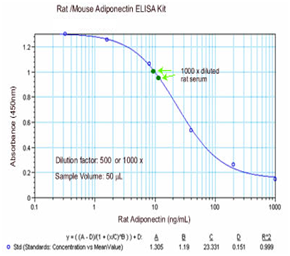 Rat /Mouse Adiponectin ELISA Kit
1.2
1
0.8
0.6
0.4
0.2
0
Absorbance (450nm)
1000 x diluted
rat serum
Dilution factor: 500 or 1000 x
Sample Volume: 50 µL
0.1 1 10 100 1000
Rat Adiponectin (ng/mL)
y = ( (A - D)/(1 + (x/C)^B ) ) + D: A B C D R^2
Std (Standards: Concentration vs MeanValue) 1.305 1.19 23.331 0.151 0.999